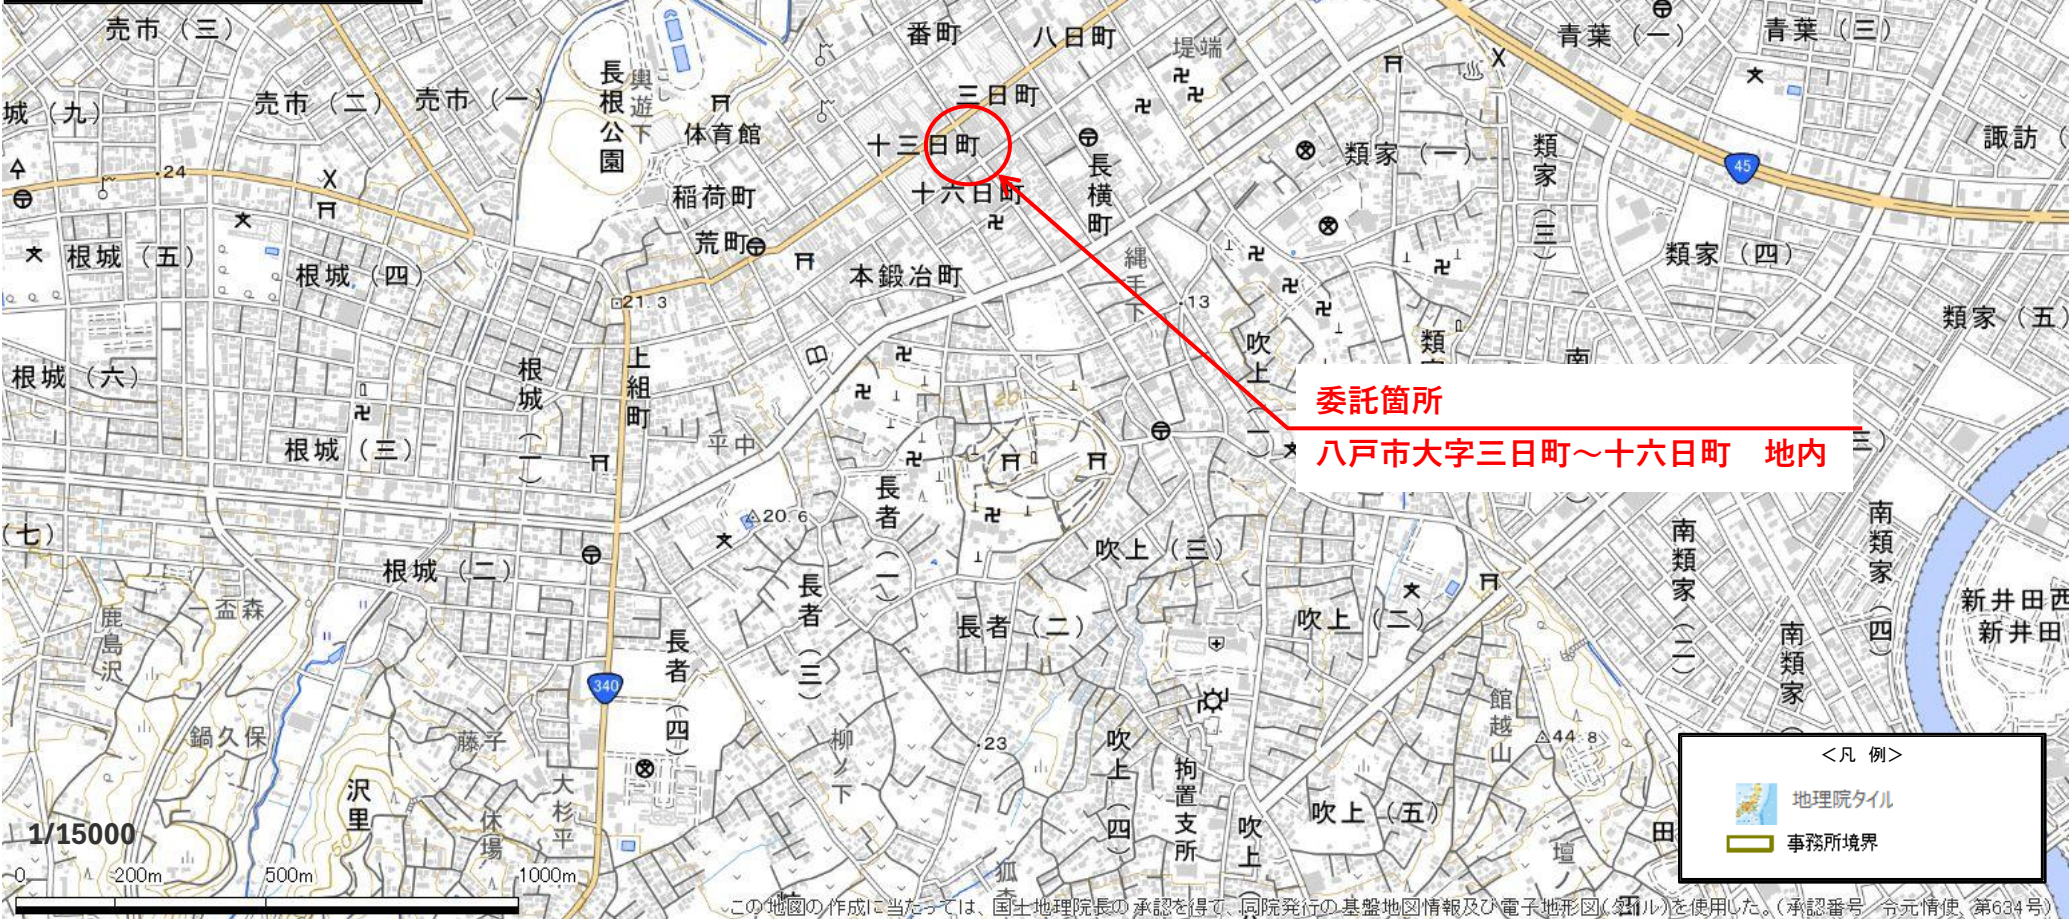 売市（三）
番町
八日町
堤端
青葉（一）
青葉（三）
城（九）
売市（二）
売市（一）
長根公園
輿遊下
体育館
三日町
十三日町
十六日町
長横町
類家（一）
類家（三）
45
諏訪（
24
稲荷町
荒町
根城（五）
根城（四）
本鍛冶町
縄手下
類家（四）
21.3
13
類家（五）
根城（六）
根城（一）
上組町
吹上（一）
類
南
20
委託箇所
八戸市大字三日町～十六日町　地内
三）
根城（三）
平中
（七）
20.6
長者（一）
吹上（三）
南類家（二）
南類家（四）
根城（二）
鹿島沢
盃森
長者（三）
長者（二）
吹上（二）
新井田西
新井田
長者（四）
南類家（
340
鍋久保
藤子
柳ノ下
23
吹上（四）
拘置支所
館越山
44.8
沢里
大杉平
休場
吹上（五）
吹上（
壇ノ
田
狐
60
＜凡 例＞
地理院タイル
事務所境界
1/15000
0 200m 500m 1000m
この地図の作成に当たっては、国土地理院長の承認を得て、同院発行の基盤地図情報及び電子地形図(タイル)を使用した。（承認番号　令元情使、第634号）